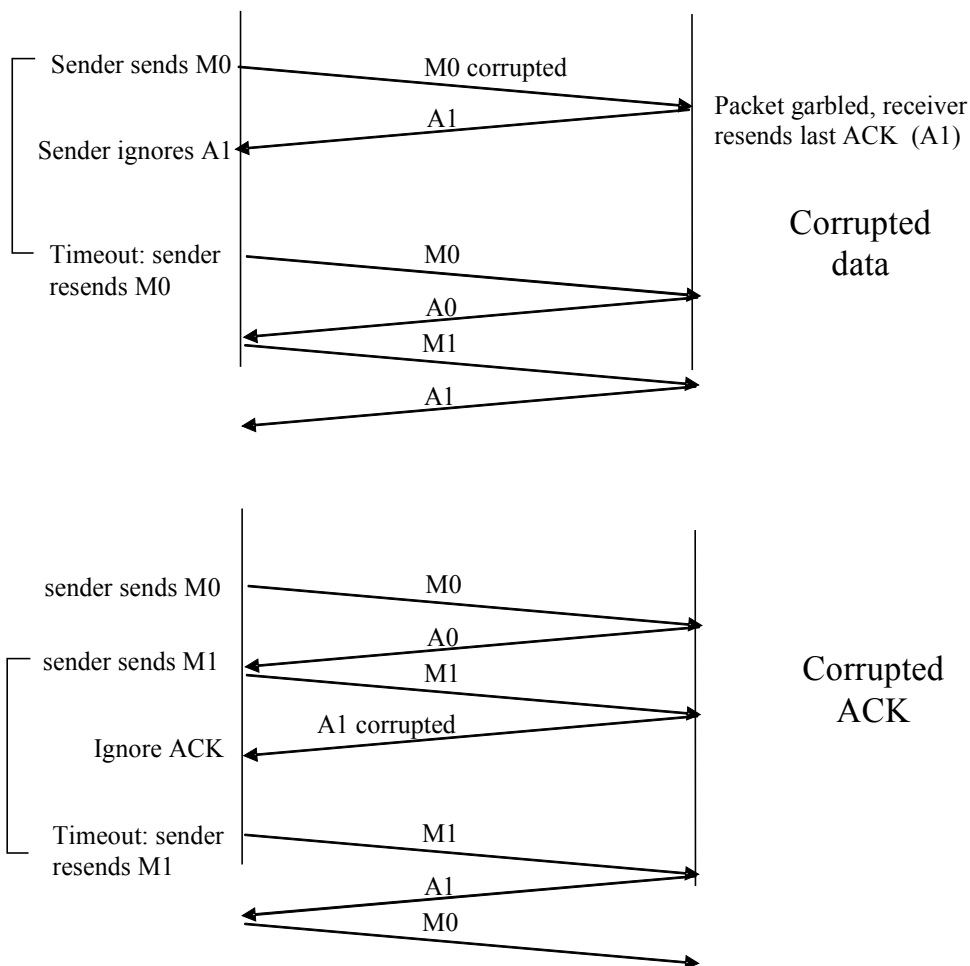 Sender sends M0
M0 corrupted
A1
Packet garbled, receiver
resends last ACK (A1)
Sender ignores A1
Corrupted
data
Timeout: sender
resends M0
M0
A0
M1
A1
sender sends M0
M0
A0
sender sends M1
M1
Corrupted
ACK
A1 corrupted
Ignore ACK
Timeout: sender
resends M1
M1
A1
M0